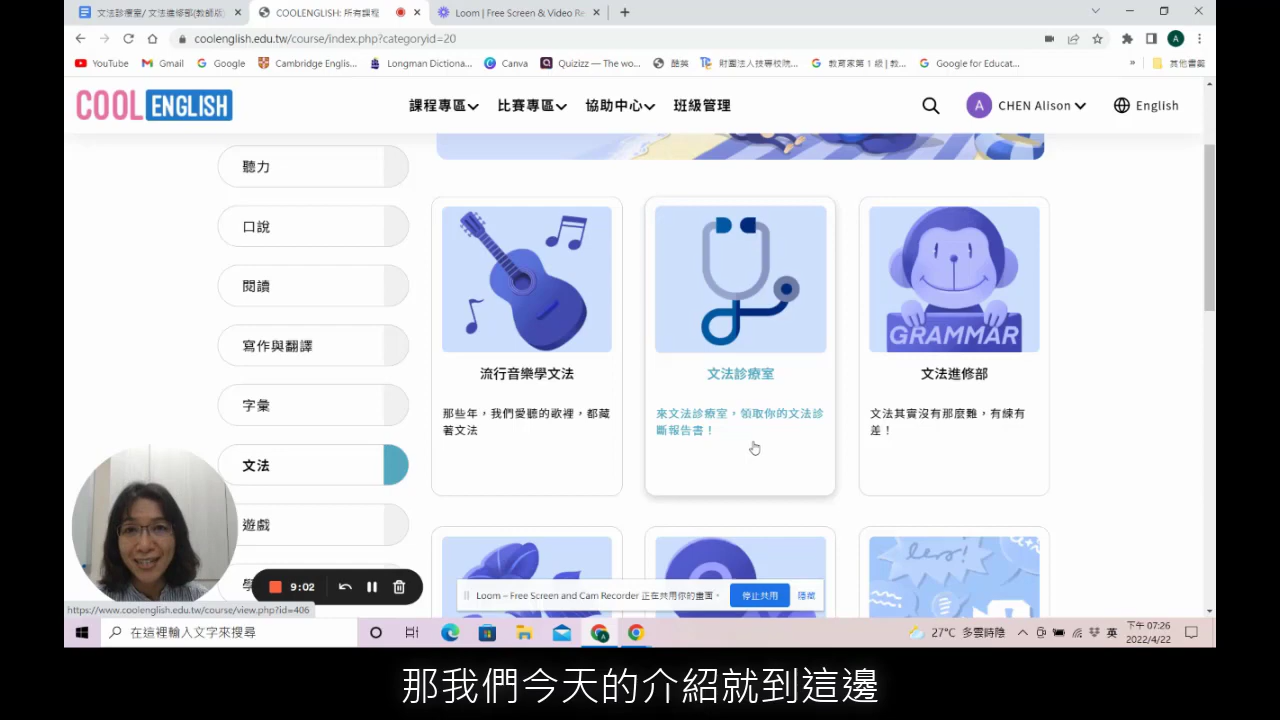 文法診療室/ 文法進修部(教師版)
COOLENGLISH: 所有課程
Loom | Free Screen & Video Re
coolenglish.edu.tw/course/index.php?categoryid=20
A
YouTube
Gmail
Google
Cambridge Englis...
Longman Dictiona...
Canva
Quizizz — The wo...
酷英
財團法人技專校院...
教育家第 1 級 | 教...
Google for Educat...
»
其他書籤
COOL ENGLISH
課程專區
比賽專區
協助中心
班級管理
A
CHEN Alison
English
聽力
口說
閱讀
寫作與翻譯
字彙
文法
遊戲
GRAMMAR
流行音樂學文法
文法診療室
文法進修部
那些年，我們愛聽的歌裡，都藏
著文法
來文法診療室，領取你的文法診
斷報告書！
文法其實沒有那麼難，有練有
差！
9:02
Loom – Free Screen and Cam Recorder 正在共用你的畫面。
停止共用
隱藏
https://www.coolenglish.edu.tw/course/view.php?id=406
在這裡輸入文字來搜尋
27°C 多雲時陰
英
下午 07:26
2022/4/22
那我們今天的介紹就到這邊